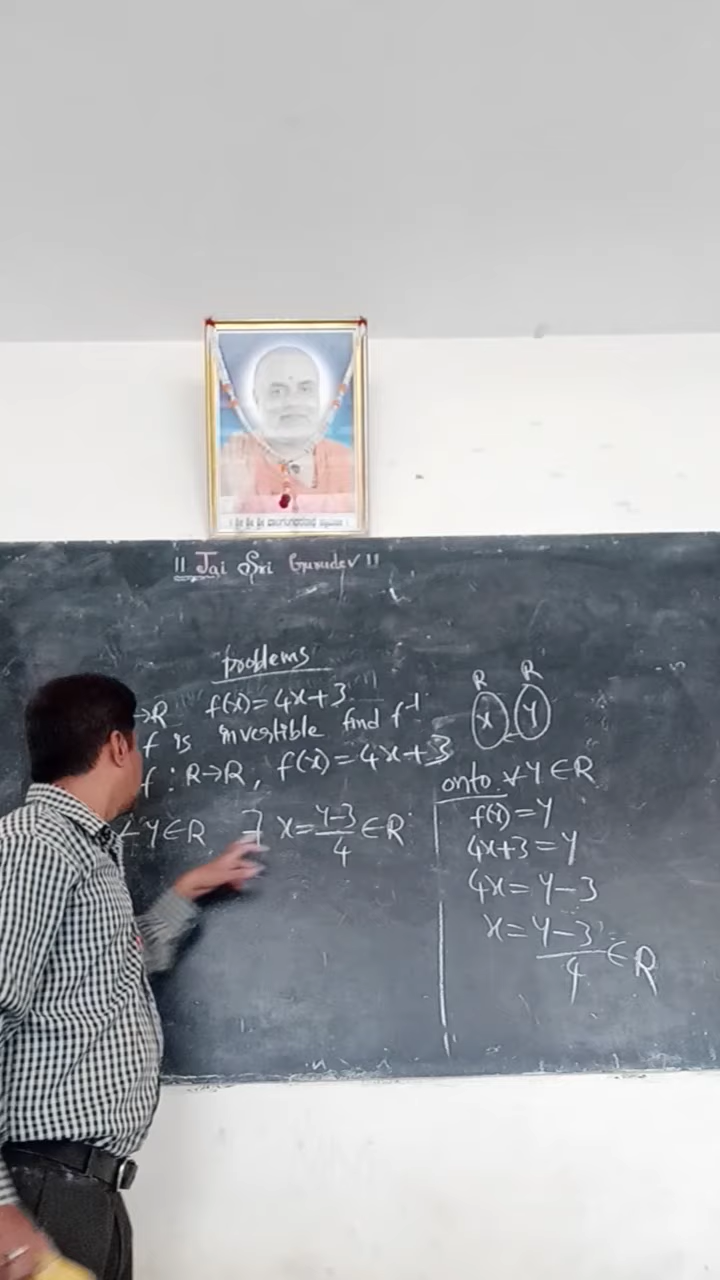 || Jai Sri Gurudev ||
problems
→R f(x)=4x+3
f is invertible find f⁻¹
f : R→R, f(x)=4x+3
∀ y∈R ∃ x=(y-3)/4 ∈R
R R
x y
onto ∀ y∈R
f(x)=y
4x+3=y
4x=y-3
x=(y-3)/4 ∈ R